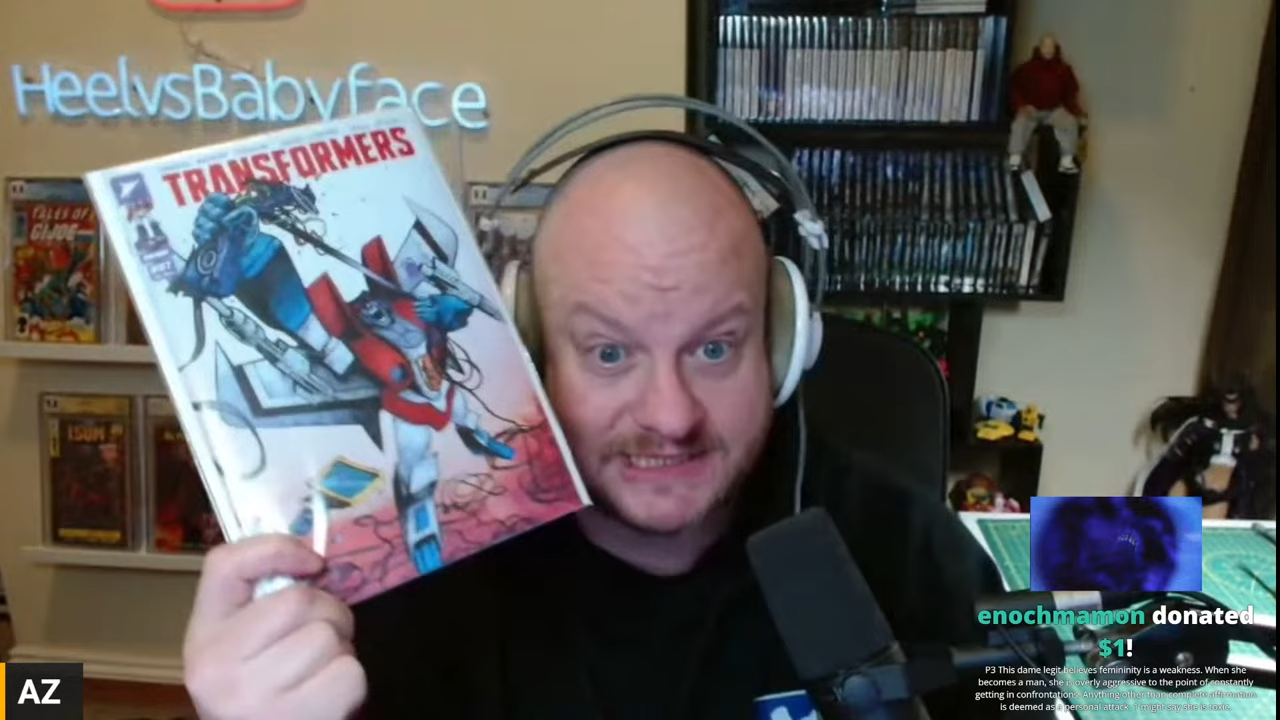 HeelvsBabyface
TRANSFORMERS
TALES OF
G.I.JOE
AZ
enochmamon donated
$1!
P3 This dame legit believes femininity is a weakness. When she
becomes a man, she is overly aggressive to the point of constantly
getting in confrontations. Anything other than complete affirmation
is deemed as a personal attack. I might say she is toxic.